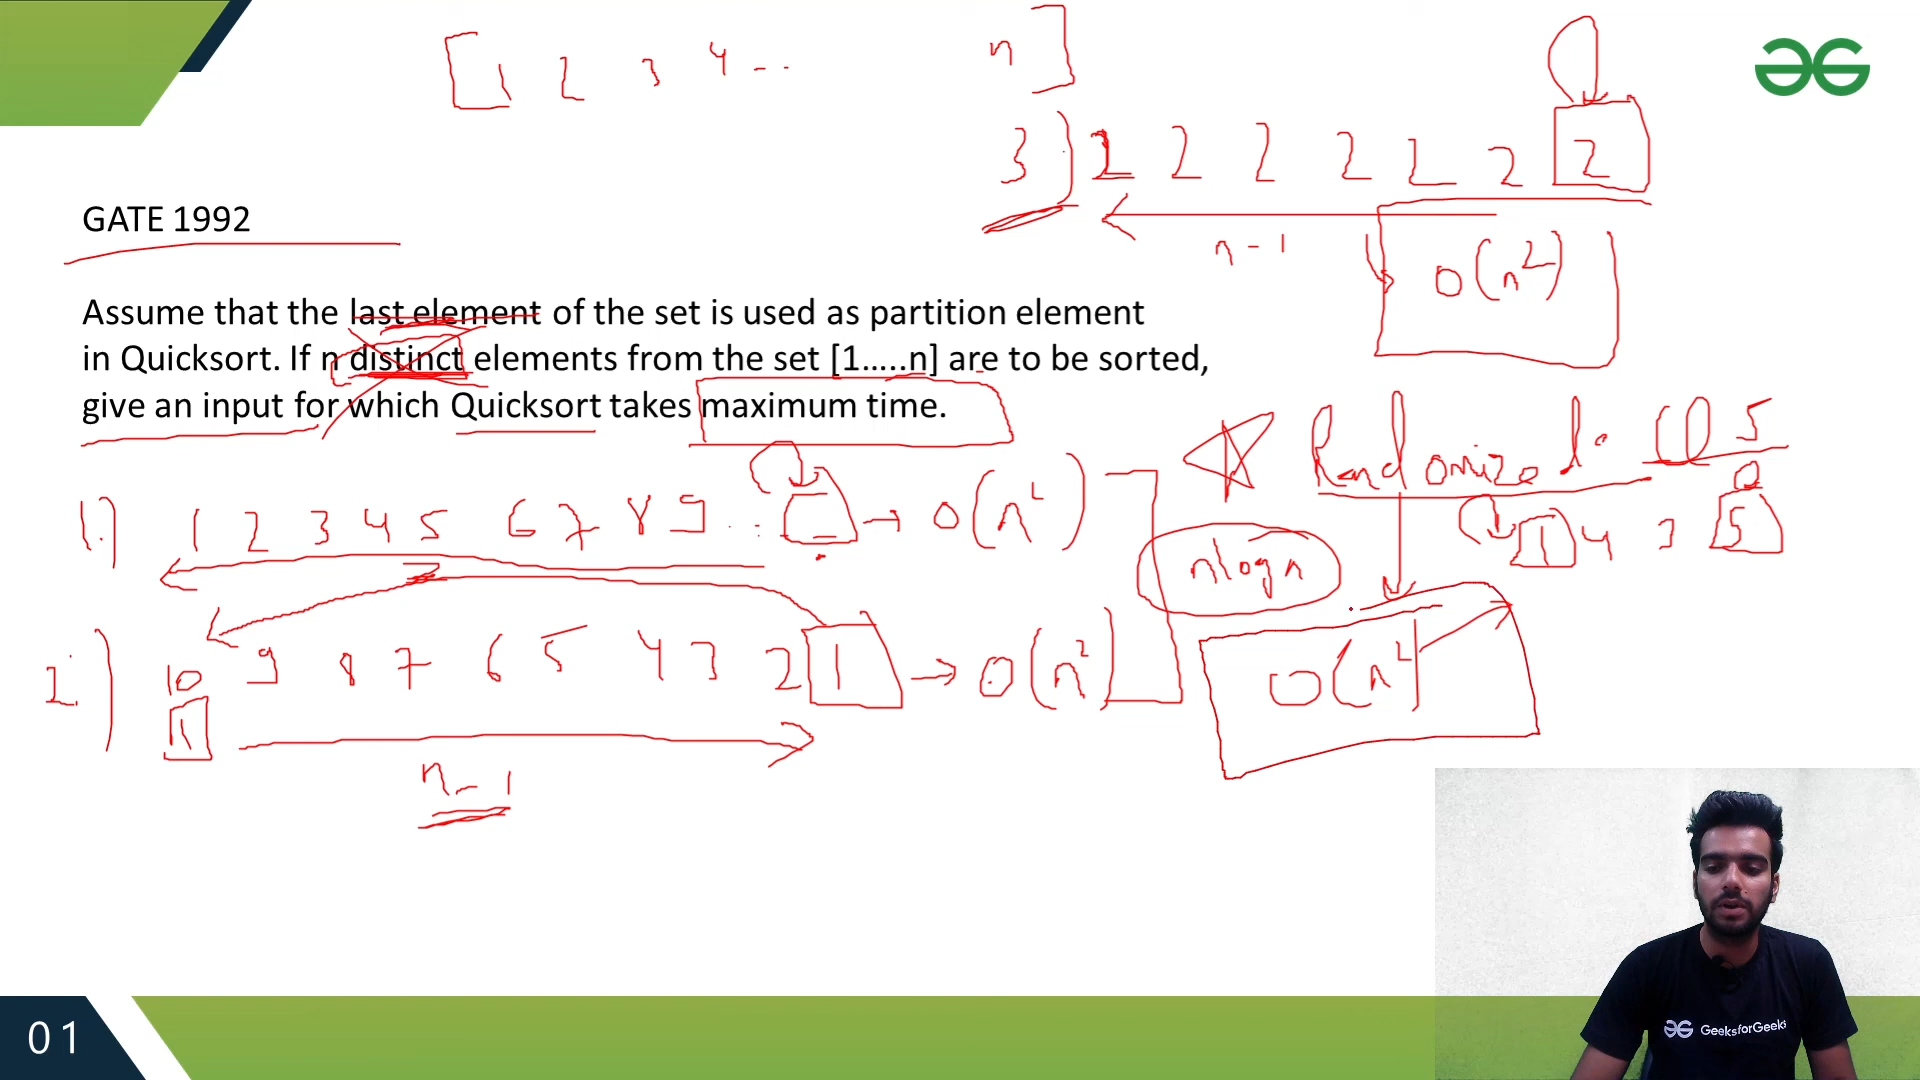 [1 2 3 4 - - n]
3) 2 2 2 2 2 2 2
n-1
O(n²)
GATE 1992
Assume that the last element of the set is used as partition element
in Quicksort. If n distinct elements from the set [1…..n] are to be sorted,
give an input for which Quicksort takes maximum time.
Randomized
5
1 4 3 5
1.) 1 2 3 4 5 6 7 8 9 . . → O(n²)
nlogn
2.) 10 9 8 7 6 5 4 3 2 1 → O(n²)
O(n²)
1
n-1
01
GeeksforGeeks